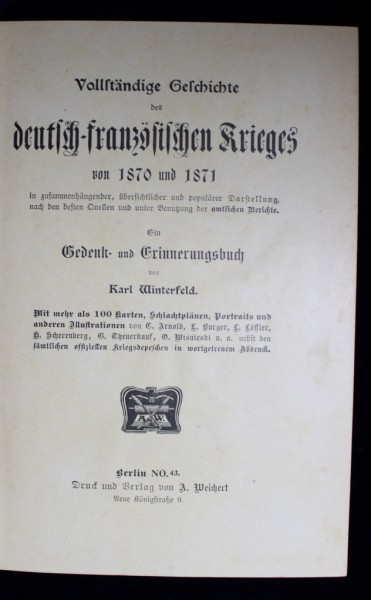 Vollständige Geschichte
des
deutsch-französischen Krieges
von 1870 und 1871
in zusammenhängender, übersichtlicher und populärer Darstellung,
nach den besten Quellen und unter Benutzung der amtlichen Berichte.
Ein
Gedenk- und Erinnerungsbuch
von
Karl Winterfeld.
Mit mehr als 100 Karten, Schlachtplänen, Portraits und
anderen Illustrationen von C. Arnold, L. Burger, L. Löffler,
H. Scherenberg, G. Theuerkauf, O. Wisnieski u. a. nebst den
sämtlichen offiziellen Kriegsdepeschen in wortgetreuem Abdruck.
A W
Berlin NO. 43.
Druck und Verlag von A. Weichert
Neue Königstraße 9.